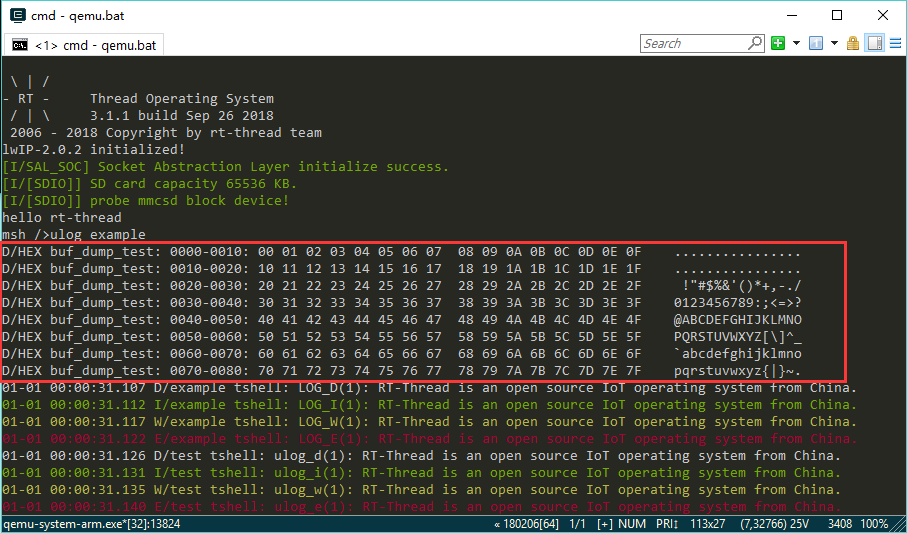 cmd - qemu.bat
<1> cmd - qemu.bat
Search
\ | /
- RT -     Thread Operating System
/ | \     3.1.1 build Sep 26 2018
2006 - 2018 Copyright by rt-thread team
lwIP-2.0.2 initialized!
[I/SAL_SOC] Socket Abstraction Layer initialize success.
[I/[SDIO]] SD card capacity 65536 KB.
[I/[SDIO]] probe mmcsd block device!
hello rt-thread
msh />ulog_example
D/HEX buf_dump_test: 0000-0010: 00 01 02 03 04 05 06 07  08 09 0A 0B 0C 0D 0E 0F    ................
D/HEX buf_dump_test: 0010-0020: 10 11 12 13 14 15 16 17  18 19 1A 1B 1C 1D 1E 1F    ................
D/HEX buf_dump_test: 0020-0030: 20 21 22 23 24 25 26 27  28 29 2A 2B 2C 2D 2E 2F     !"#$%&'()*+,-./
D/HEX buf_dump_test: 0030-0040: 30 31 32 33 34 35 36 37  38 39 3A 3B 3C 3D 3E 3F    0123456789:;<=>?
D/HEX buf_dump_test: 0040-0050: 40 41 42 43 44 45 46 47  48 49 4A 4B 4C 4D 4E 4F    @ABCDEFGHIJKLMNO
D/HEX buf_dump_test: 0050-0060: 50 51 52 53 54 55 56 57  58 59 5A 5B 5C 5D 5E 5F    PQRSTUVWXYZ[\]^_
D/HEX buf_dump_test: 0060-0070: 60 61 62 63 64 65 66 67  68 69 6A 6B 6C 6D 6E 6F    `abcdefghijklmno
D/HEX buf_dump_test: 0070-0080: 70 71 72 73 74 75 76 77  78 79 7A 7B 7C 7D 7E 7F    pqrstuvwxyz{|}~.
01-01 00:00:31.107 D/example tshell: LOG_D(1): RT-Thread is an open source IoT operating system from China.
01-01 00:00:31.112 I/example tshell: LOG_I(1): RT-Thread is an open source IoT operating system from China.
01-01 00:00:31.117 W/example tshell: LOG_W(1): RT-Thread is an open source IoT operating system from China.
01-01 00:00:31.122 E/example tshell: LOG_E(1): RT-Thread is an open source IoT operating system from China.
01-01 00:00:31.126 D/test tshell: ulog_d(1): RT-Thread is an open source IoT operating system from China.
01-01 00:00:31.131 I/test tshell: ulog_i(1): RT-Thread is an open source IoT operating system from China.
01-01 00:00:31.135 W/test tshell: ulog_w(1): RT-Thread is an open source IoT operating system from China.
01-01 00:00:31.140 E/test tshell: ulog_e(1): RT-Thread is an open source IoT operating system from China.
qemu-system-arm.exe*[32]:13824 « 180206[64] 1/1 [+] NUM PRI↕ 113x27 (7,32766) 25V 3408 100%